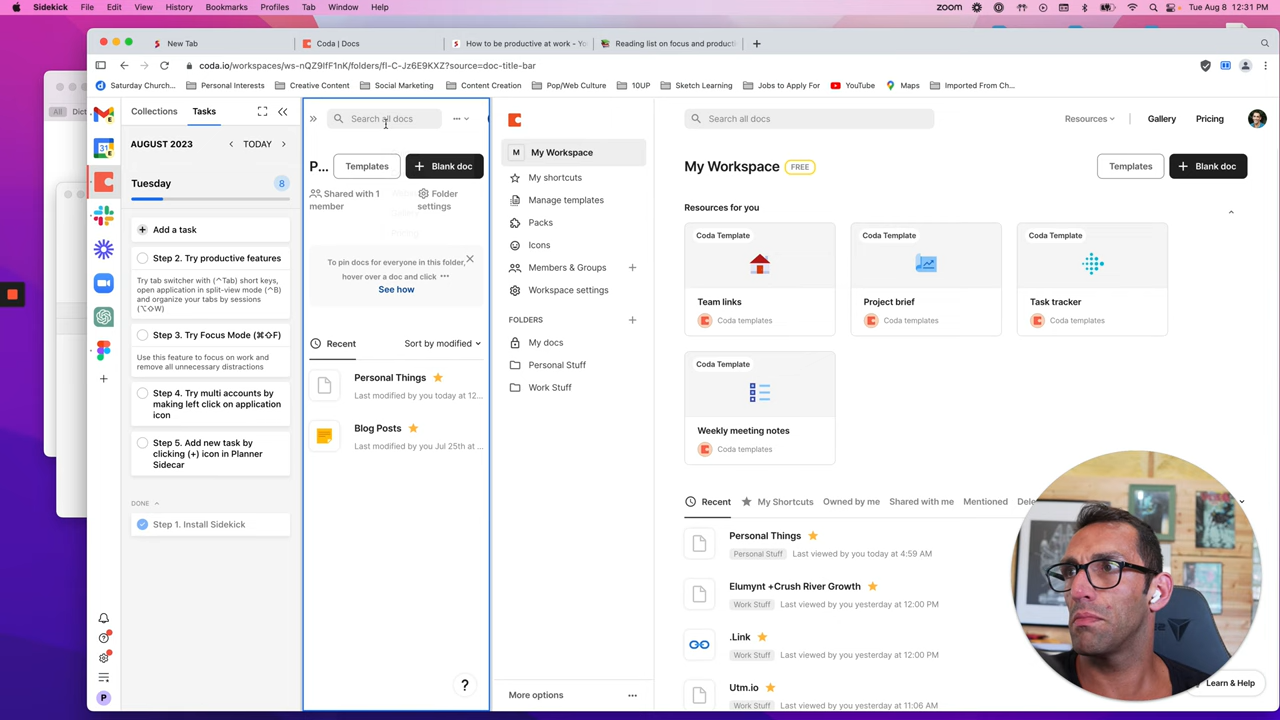 Sidekick File Edit View History Bookmarks Profiles Tab Window Help
zoom Tue Aug 8 12:31 PM
New Tab
Coda | Docs
How to be productive at work - Yo
Reading list on focus and producti
coda.io/workspaces/ws-nQZ9IfF1nK/folders/fl-C-Jz6E9KXZ?source=doc-title-bar
Saturday Church... Personal Interests Creative Content Social Marketing Content Creation Pop/Web Culture 10UP Sketch Learning Jobs to Apply For YouTube Maps Imported From Ch...
All Dict
Collections Tasks
AUGUST 2023 TODAY
Tuesday 8
Add a task
Step 2. Try productive features
Try tab switcher with (^Tab) short keys,
open application in split-view mode (^B)
and organize your tabs by sessions
(⌥⇧W)
Step 3. Try Focus Mode (⌘⇧F)
Use this feature to focus on work and
remove all unnecessary distractions
Step 4. Try multi accounts by
making left click on application
icon
Step 5. Add new task by
clicking (+) icon in Planner
Sidecar
DONE
Step 1. Install Sidekick
P
Search all docs
P... Templates + Blank doc
Shared with 1
member
Folder
settings
To pin docs for everyone in this folder,
hover over a doc and click •••
See how
Recent Sort by modified
Personal Things
Last modified by you today at 12...
Blog Posts
Last modified by you Jul 25th at ...
?
M My Workspace
My shortcuts
Manage templates
Packs
Icons
Members & Groups
Workspace settings
FOLDERS
My docs
Personal Stuff
Work Stuff
More options
Search all docs
Resources Gallery Pricing
My Workspace FREE
Templates + Blank doc
Resources for you
Coda Template
Team links
Coda templates
Coda Template
Project brief
Coda templates
Coda Template
Task tracker
Coda templates
Coda Template
Weekly meeting notes
Coda templates
Recent My Shortcuts Owned by me Shared with me Mentioned Dele
Personal Things
Personal Stuff Last viewed by you today at 4:59 AM
Elumynt +Crush River Growth
Work Stuff Last viewed by you yesterday at 12:00 PM
.Link
Work Stuff Last viewed by you yesterday at 12:00 PM
Utm.io
Work Stuff Last viewed by you yesterday at 11:06 AM
Learn & Help